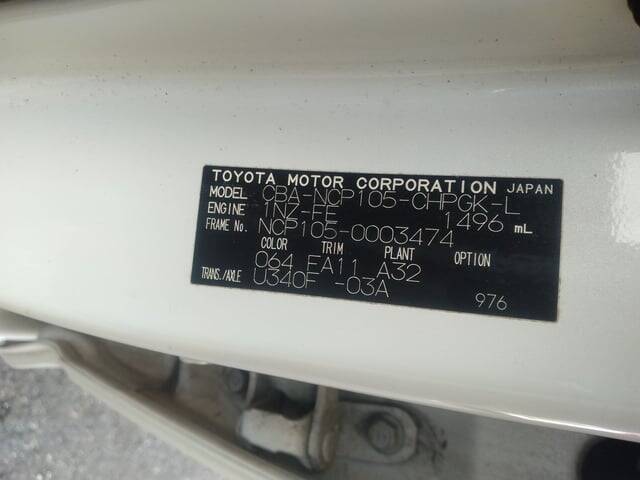 TOYOTA MOTOR CORPORATION JAPAN
MODEL CBA-NCP105-CHPGK-L
ENGINE 1NZ-FE 1496 mL
FRAME No. NCP105-0003474
COLOR TRIM PLANT OPTION
064 FA11 A32
TRANS./AXLE U340F -03A
976